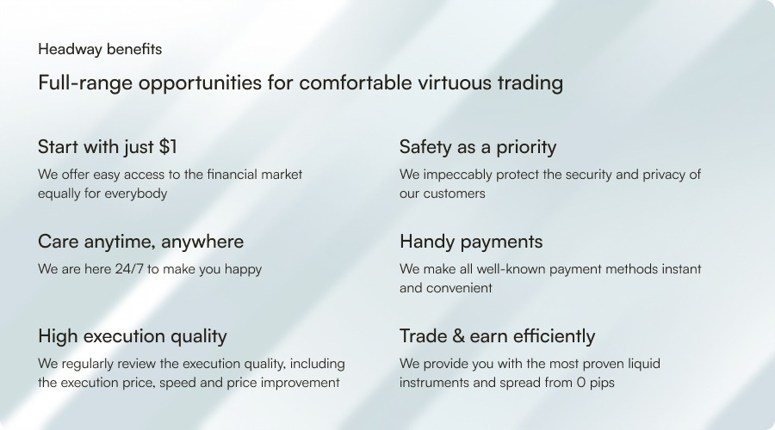 Headway benefits
Full-range opportunities for comfortable virtuous trading
Start with just $1
We offer easy access to the financial market
equally for everybody
Safety as a priority
We impeccably protect the security and privacy of
our customers
Care anytime, anywhere
We are here 24/7 to make you happy
Handy payments
We make all well-known payment methods instant
and convenient
High execution quality
We regularly review the execution quality, including
the execution price, speed and price improvement
Trade & earn efficiently
We provide you with the most proven liquid
instruments and spread from 0 pips